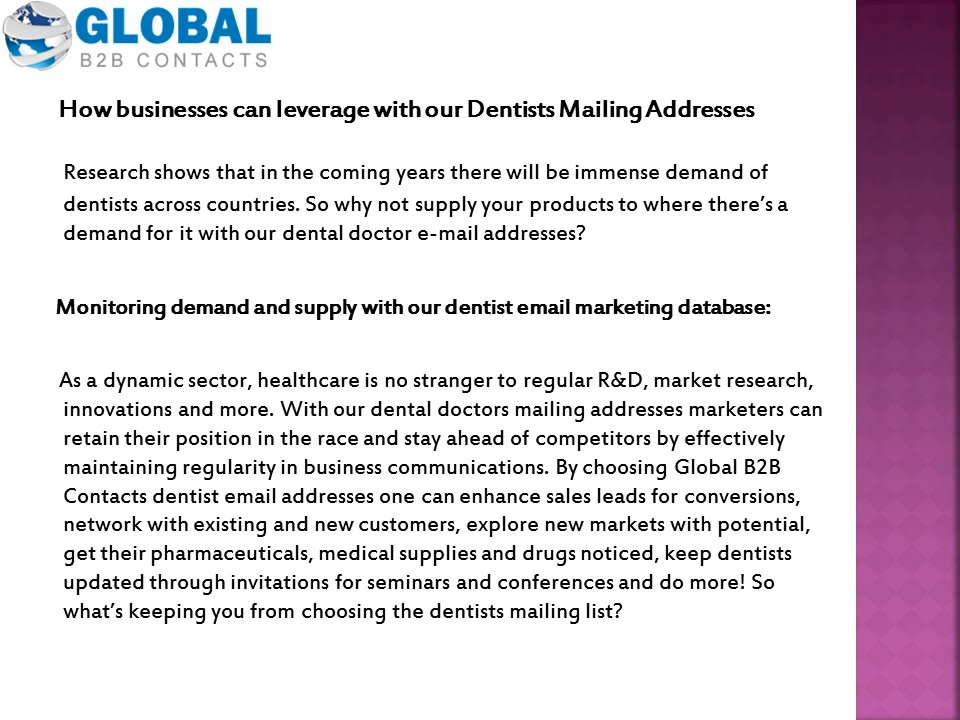 GLOBAL
B2B CONTACTS
How businesses can leverage with our Dentists Mailing Addresses
Research shows that in the coming years there will be immense demand of
dentists across countries. So why not supply your products to where there's a
demand for it with our dental doctor e-mail addresses?
Monitoring demand and supply with our dentist email marketing database:
As a dynamic sector, healthcare is no stranger to regular R&D, market research,
innovations and more. With our dental doctors mailing addresses marketers can
retain their position in the race and stay ahead of competitors by effectively
maintaining regularity in business communications. By choosing Global B2B
Contacts dentist email addresses one can enhance sales leads for conversions,
network with existing and new customers, explore new markets with potential,
get their pharmaceuticals, medical supplies and drugs noticed, keep dentists
updated through invitations for seminars and conferences and do more! So
what's keeping you from choosing the dentists mailing list?